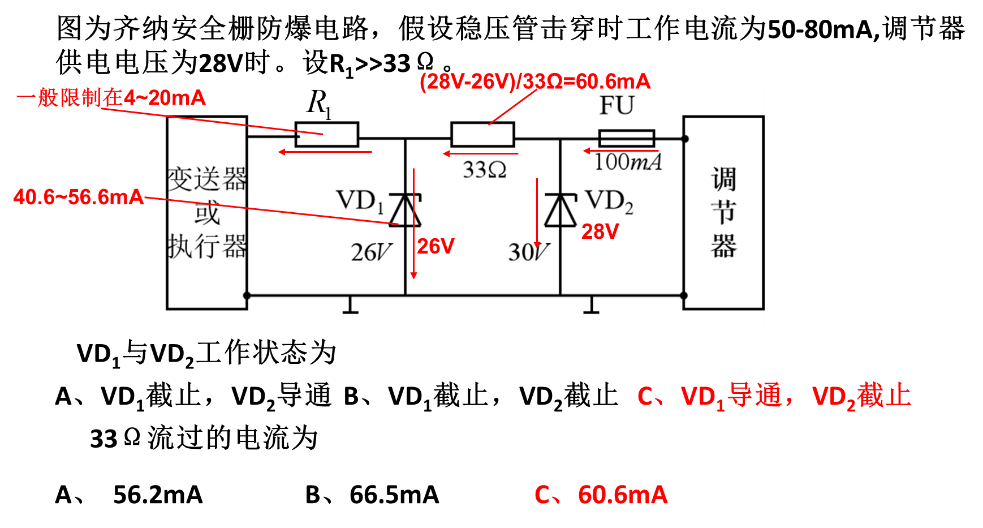 图为齐纳安全栅防爆电路，假设稳压管击穿时工作电流为50-80mA,调节器
供电电压为28V时。设R₁>>33Ω。
(28V-26V)/33Ω=60.6mA
一般限制在4~20mA
R₁
FU
33Ω
100mA
变送器
或
执行器
调
节
器
40.6~56.6mA
VD₁
VD₂
26V
26V
30V
28V
VD₁与VD₂工作状态为
A、VD₁截止，VD₂导通 B、VD₁截止，VD₂截止 C、VD₁导通，VD₂截止
33Ω流过的电流为
A、 56.2mA B、66.5mA C、60.6mA